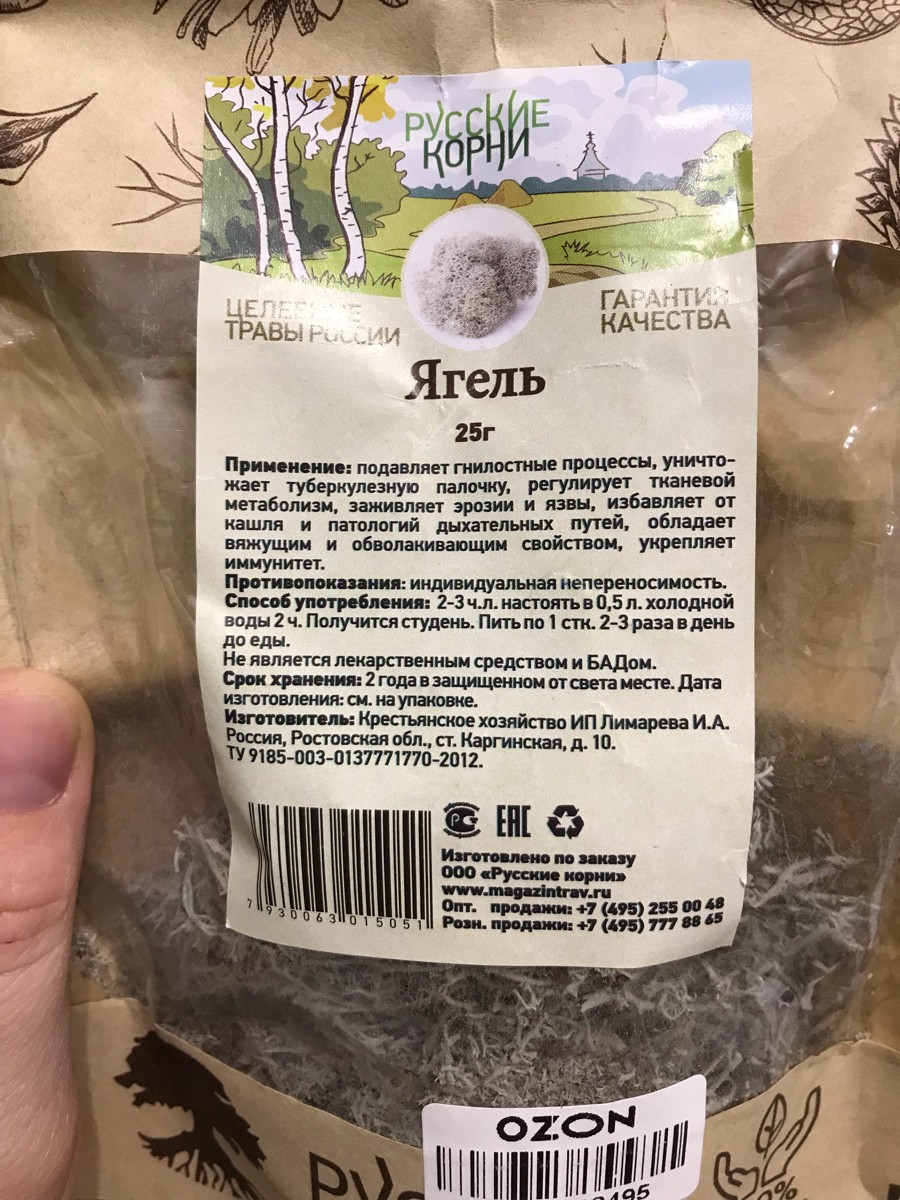 РУССКИЕ
КОРНИ
ТРАВЫ РОССИИ
ГАРАНТИЯ
КАЧЕСТВА
Ягель
25г
Применение: подавляет гнилостные процессы, уничто-
жает туберкулезную палочку, регулирует тканевой
метаболизм, заживляет эрозии и язвы, избавляет от
кашля и патологий дыхательных путей, обладает
вяжущим и обволакивающим свойством, укрепляет
иммунитет.
Противопоказания: индивидуальная непереносимость.
Способ употребления: 2-3 ч.л. настоять в 0,5 л. холодной
воды 2 ч. Получится студень. Пить по 1 стк. 2-3 раза в день
до еды.
Не является лекарственным средством и БАДом.
Срок хранения: 2 года в защищенном от света месте. Дата
изготовления: см. на упаковке.
Изготовитель: Крестьянское хозяйство ИП Лимарева И.А.
Россия, Ростовская обл., ст. Каргинская, д. 10.
ТУ 9185-003-0137771770-2012.
EAC
Изготовлено по заказу
ООО «Русские корни»
www.magazintrav.ru
Опт. продажи: +7 (495) 255 00 48
Розн. продажи: +7 (495) 777 88 65
7 930063 015051
OZON